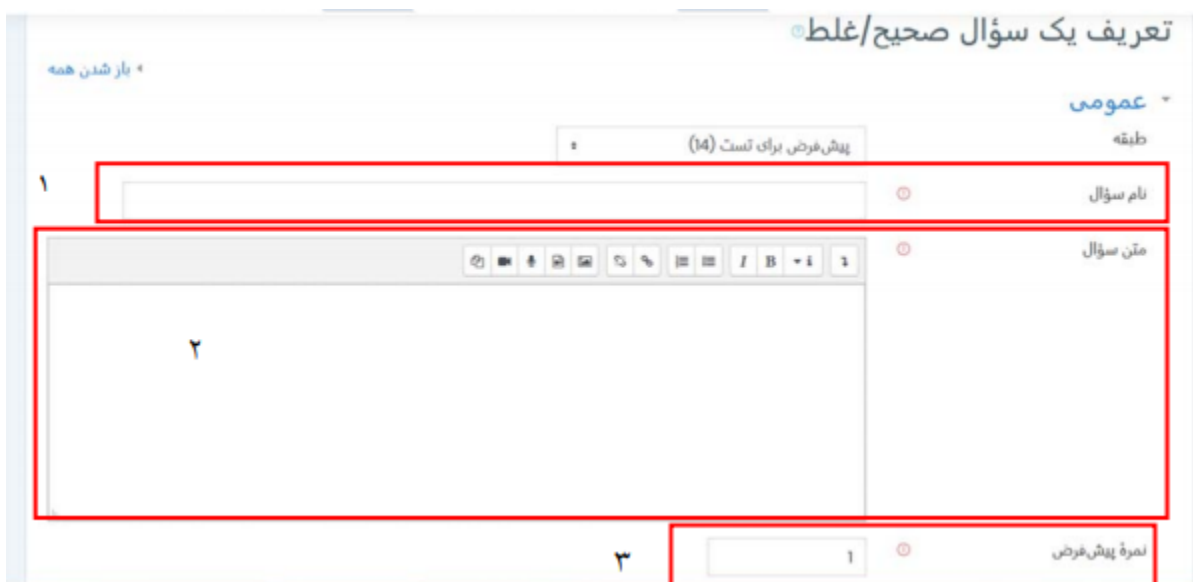 تعریف یک سؤال صحیح/غلط
باز شدن همه
عمومی
طبقه
پیش‌فرض برای تست (14)
نام سؤال
۱
متن سؤال
i B I
۲
نمرهٔ پیش‌فرض
1
۳